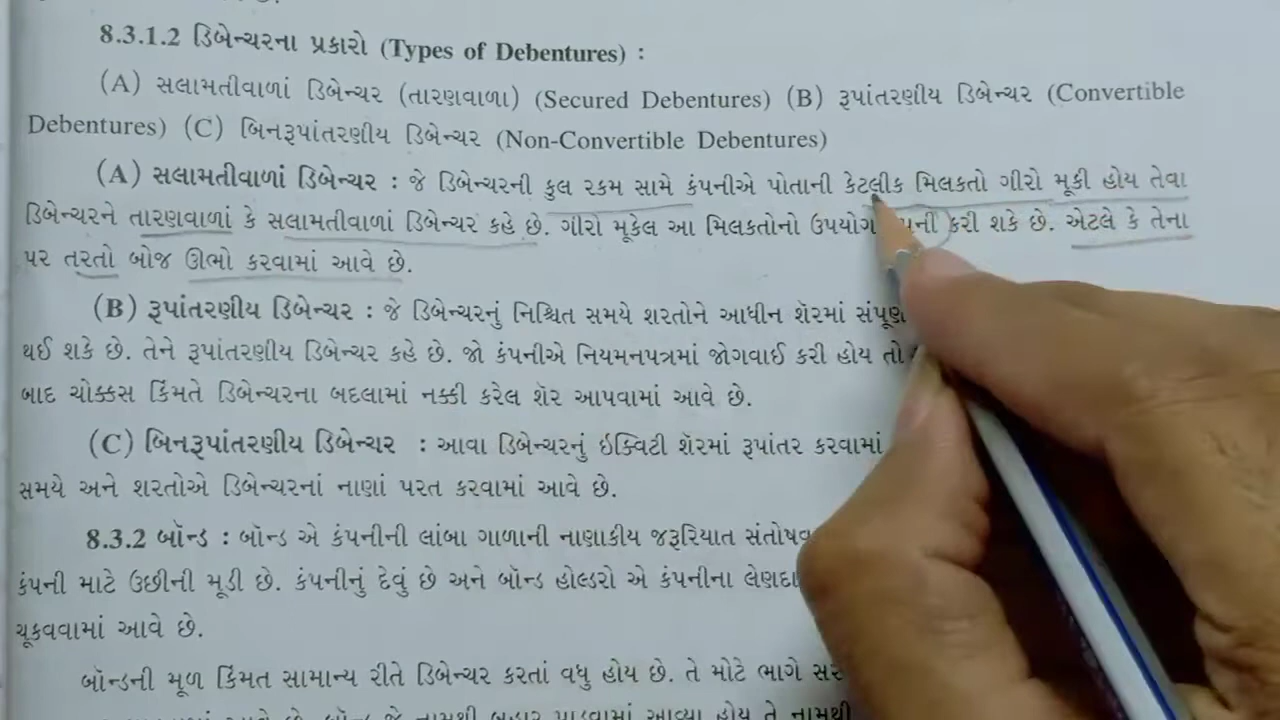 8.3.1.2 ડિબેન્ચરના પ્રકારો (Types of Debentures) :
(A) સલામતીવાળાં ડિબેન્ચર (તારણવાળા) (Secured Debentures) (B) રૂપાંતરણીય ડિબેન્ચર (Convertible
Debentures) (C) બિનરૂપાંતરણીય ડિબેન્ચર (Non-Convertible Debentures)
(A) સલામતીવાળાં ડિબેન્ચર : જે ડિબેન્ચરની કુલ રકમ સામે કંપનીએ પોતાની કેટલીક મિલકતો ગીરો મૂકી હોય તેવા
ડિબેન્ચરને તારણવાળાં કે સલામતીવાળાં ડિબેન્ચર કહે છે. ગીરો મૂકેલ આ મિલકતોનો ઉપયોગ કરી શકે છે. એટલે કે તેના
પર તરતો બોજ ઊભો કરવામાં આવે છે.
(B) રૂપાંતરણીય ડિબેન્ચર : જે ડિબેન્ચરનું નિશ્ચિત સમયે શરતોને આધીન શૅરમાં
થઈ શકે છે. તેને રૂપાંતરણીય ડિબેન્ચર કહે છે. જો કંપનીએ નિયમનપત્રમાં જોગવાઈ કરી હોય તો
બાદ ચોક્કસ કિંમતે ડિબેન્ચરના બદલામાં નક્કી કરેલ શૅર આપવામાં આવે છે.
(C) બિનરૂપાંતરણીય ડિબેન્ચર : આવા ડિબેન્ચરનું ઇક્વિટી શૅરમાં રૂપાંતર કરવામાં
સમયે અને શરતોએ ડિબેન્ચરનાં નાણાં પરત કરવામાં આવે છે.
8.3.2 બૉન્ડ : બૉન્ડ એ કંપનીની લાંબા ગાળાની નાણાકીય જરૂરિયાત
કંપની માટે ઉછીની મૂડી છે. કંપનીનું દેવું છે અને બૉન્ડ હોલ્ડરો એ કંપનીના
ચૂકવવામાં આવે છે.
બૉન્ડની મૂળ કિંમત સામાન્ય રીતે ડિબેન્ચર કરતાં વધુ હોય છે. તે મોટે ભાગે